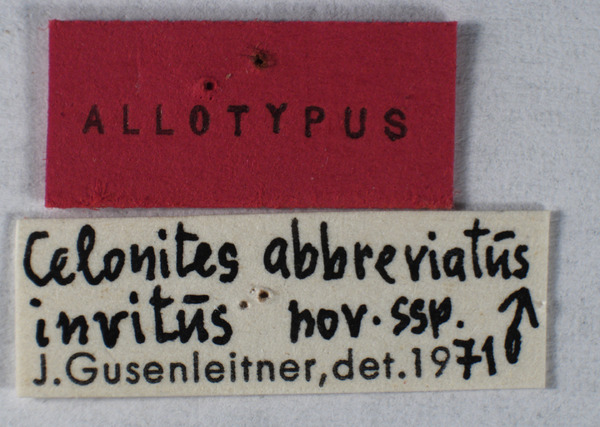 ALLOTYPUS
Celonites abbreviatūs
invitūs nov. ssp. ♂
J. Gusenleitner, det. 1971